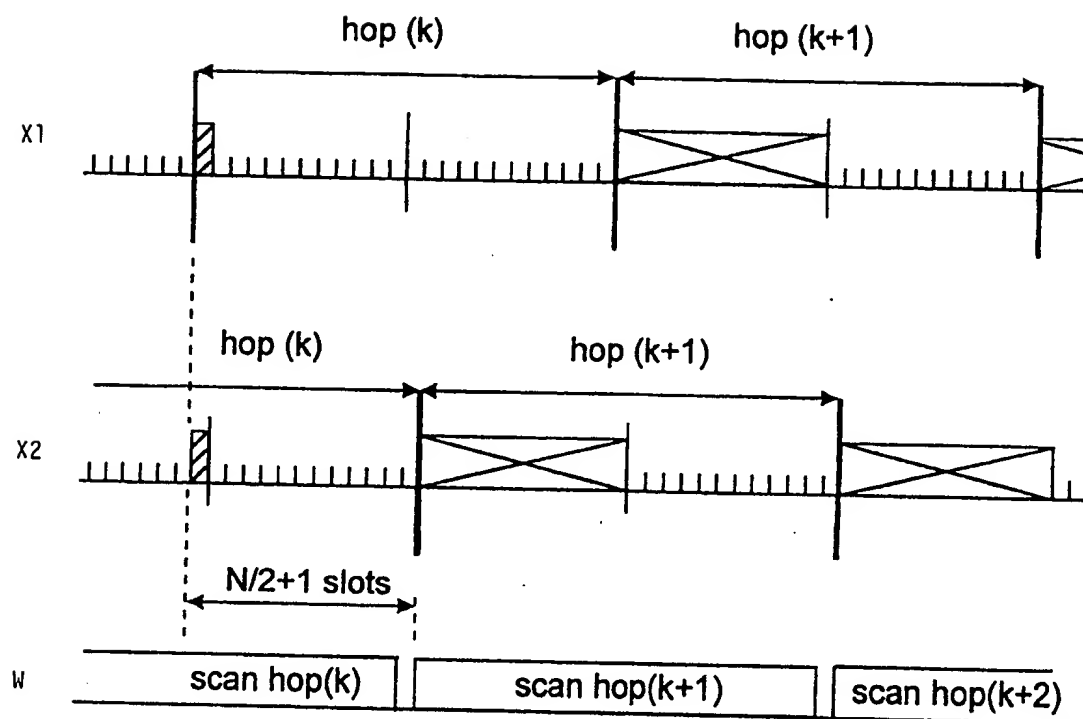 hop (k)
hop (k+1)
X1
hop (k)
hop (k+1)
X2
N/2+1 slots
W
scan hop(k)
scan hop(k+1)
scan hop(k+2)